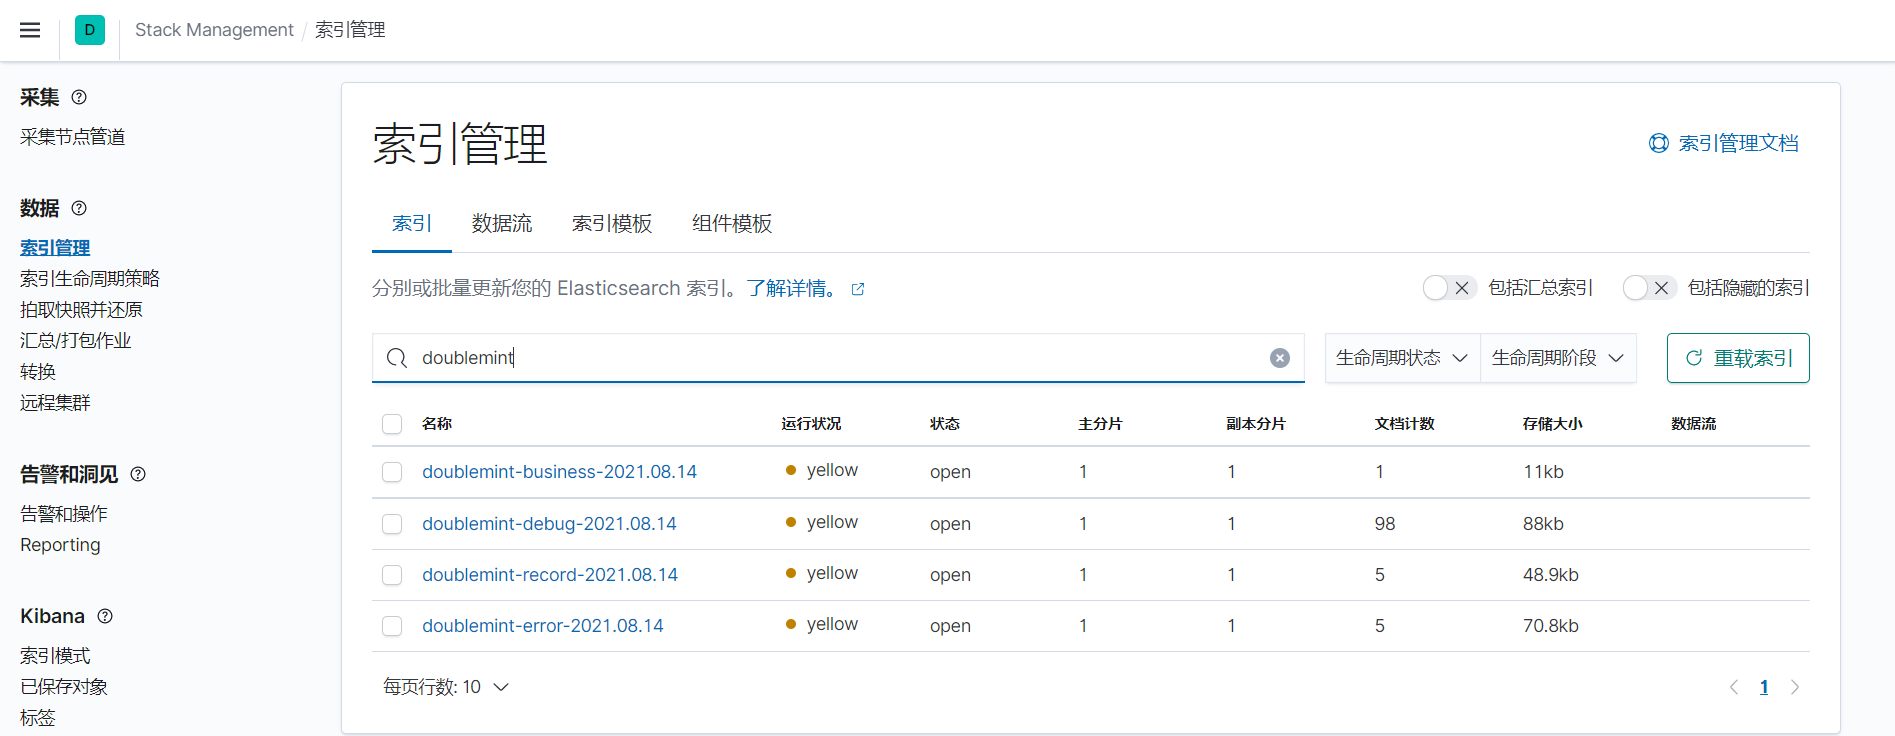 D Stack Management / 索引管理
采集
采集节点管道
数据
索引管理
索引生命周期策略
拍取快照并还原
汇总/打包作业
转换
远程集群
告警和洞见
告警和操作
Reporting
Kibana
索引模式
已保存对象
标签
索引管理
索引管理文档
索引 数据流 索引模板 组件模板
分别或批量更新您的 Elasticsearch 索引。了解详情。 包括汇总索引 包括隐藏的索引
doublemint 生命周期状态 生命周期阶段 重载索引
名称 运行状况 状态 主分片 副本分片 文档计数 存储大小 数据流
doublemint-business-2021.08.14 yellow open 1 1 1 11kb
doublemint-debug-2021.08.14 yellow open 1 1 98 88kb
doublemint-record-2021.08.14 yellow open 1 1 5 48.9kb
doublemint-error-2021.08.14 yellow open 1 1 5 70.8kb
每页行数: 10 1